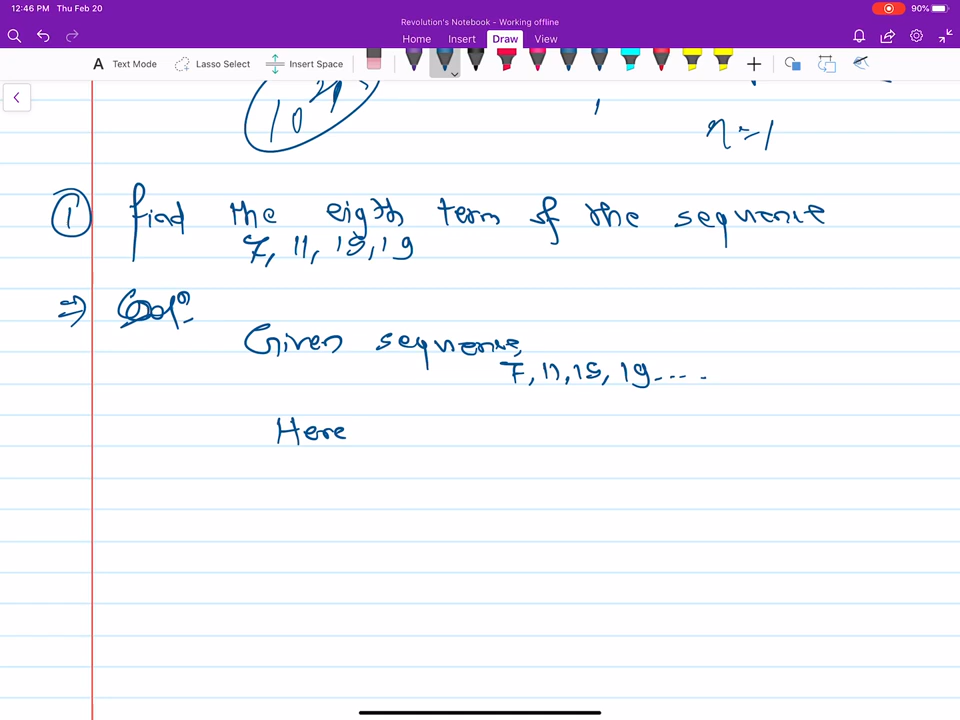 12:46 PM Thu Feb 20
90%
Revolution's Notebook - Working offline
Home Insert Draw View
Text Mode Lasso Select Insert Space
10
n=1
① find the eigth term of the sequence
7, 11, 15, 19
⇒ Sol
Given sequence,
7, 11, 15, 19....
Here